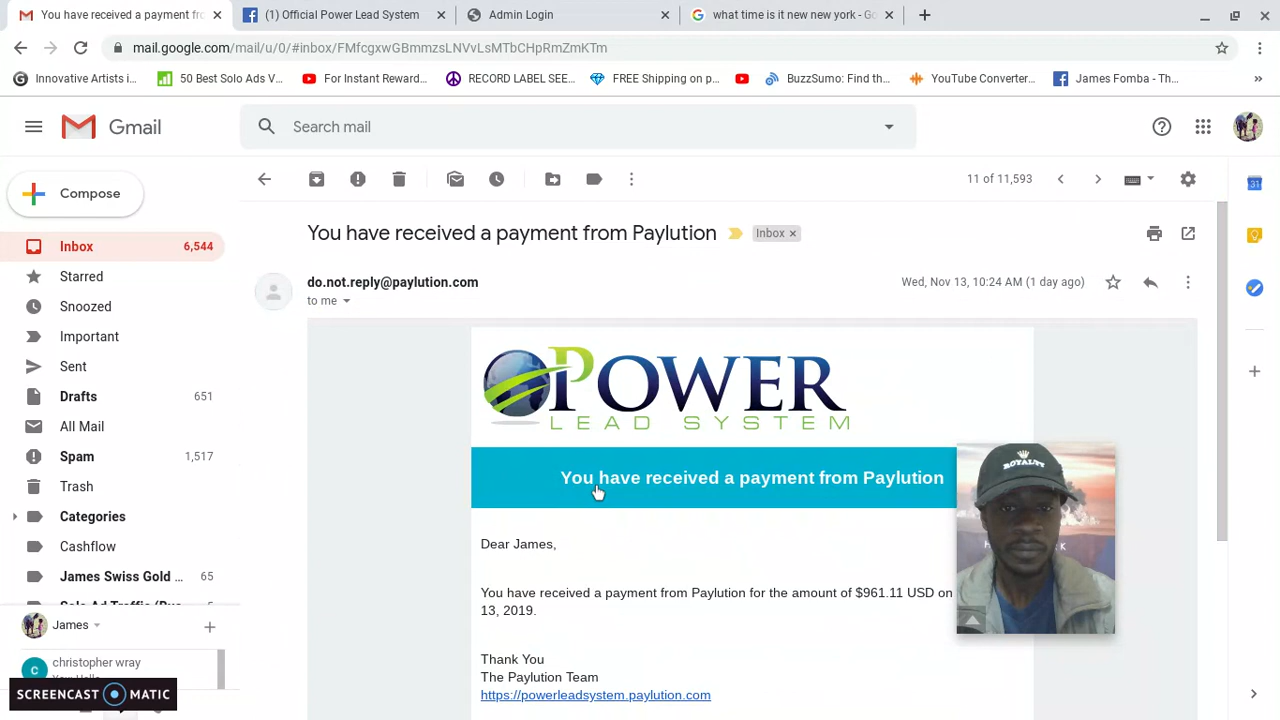 You have received a payment fro
(1) Official Power Lead System
Admin Login
what time is it new new york - Go
mail.google.com/mail/u/0/#inbox/FMfcgxwGBmmzsLNVvLsMTbCHpRmZmKTm
Innovative Artists i...
50 Best Solo Ads V...
For Instant Reward...
RECORD LABEL SEE...
FREE Shipping on p...
BuzzSumo: Find th...
YouTube Converter...
James Fomba - Th...
»
Gmail
Search mail
Compose
11 of 11,593
Inbox 6,544
Starred
Snoozed
Important
Sent
Drafts 651
All Mail
Spam 1,517
Trash
Categories
Cashflow
James Swiss Gold ... 65
James
christopher wray
SCREENCAST MATIC
You have received a payment from Paylution
Inbox x
do.not.reply@paylution.com
Wed, Nov 13, 10:24 AM (1 day ago)
to me
POWER
LEAD SYSTEM
You have received a payment from Paylution
ROYALTY
Dear James,
You have received a payment from Paylution for the amount of $961.11 USD on
13, 2019.
Thank You
The Paylution Team
https://powerleadsystem.paylution.com
31